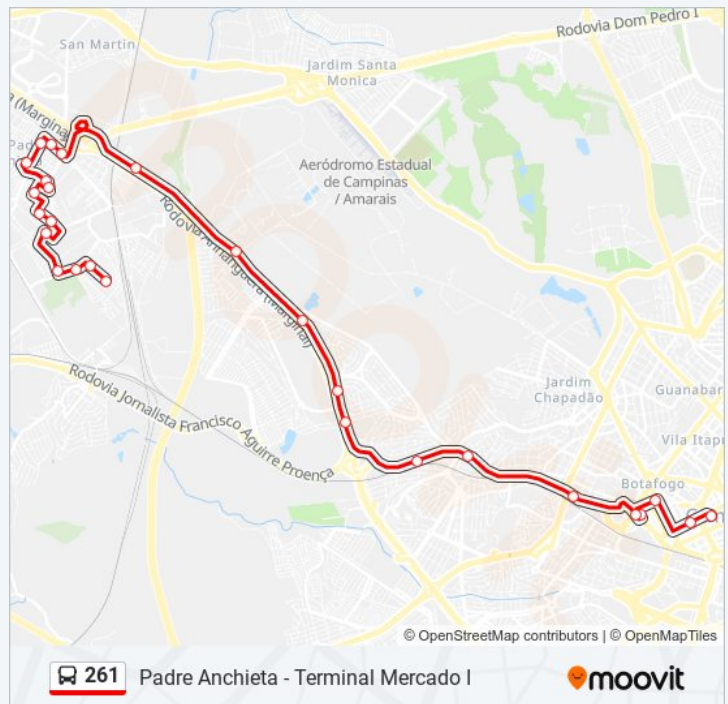 San Martin
Rodovia Dom Pedro I
Jardim Santa
Monica
a (Marginal
Pad
Aeródromo Estadual
de Campinas
/ Amarais
Rodovia Anhanguera (Marginal)
Rodovia Jornalista Francisco Aguirre Proença
Jardim
Chapadão
Guanabar
Vila Itapu
Botafogo
© OpenStreetMap contributors | © OpenMapTiles
261 Padre Anchieta - Terminal Mercado I
moovit